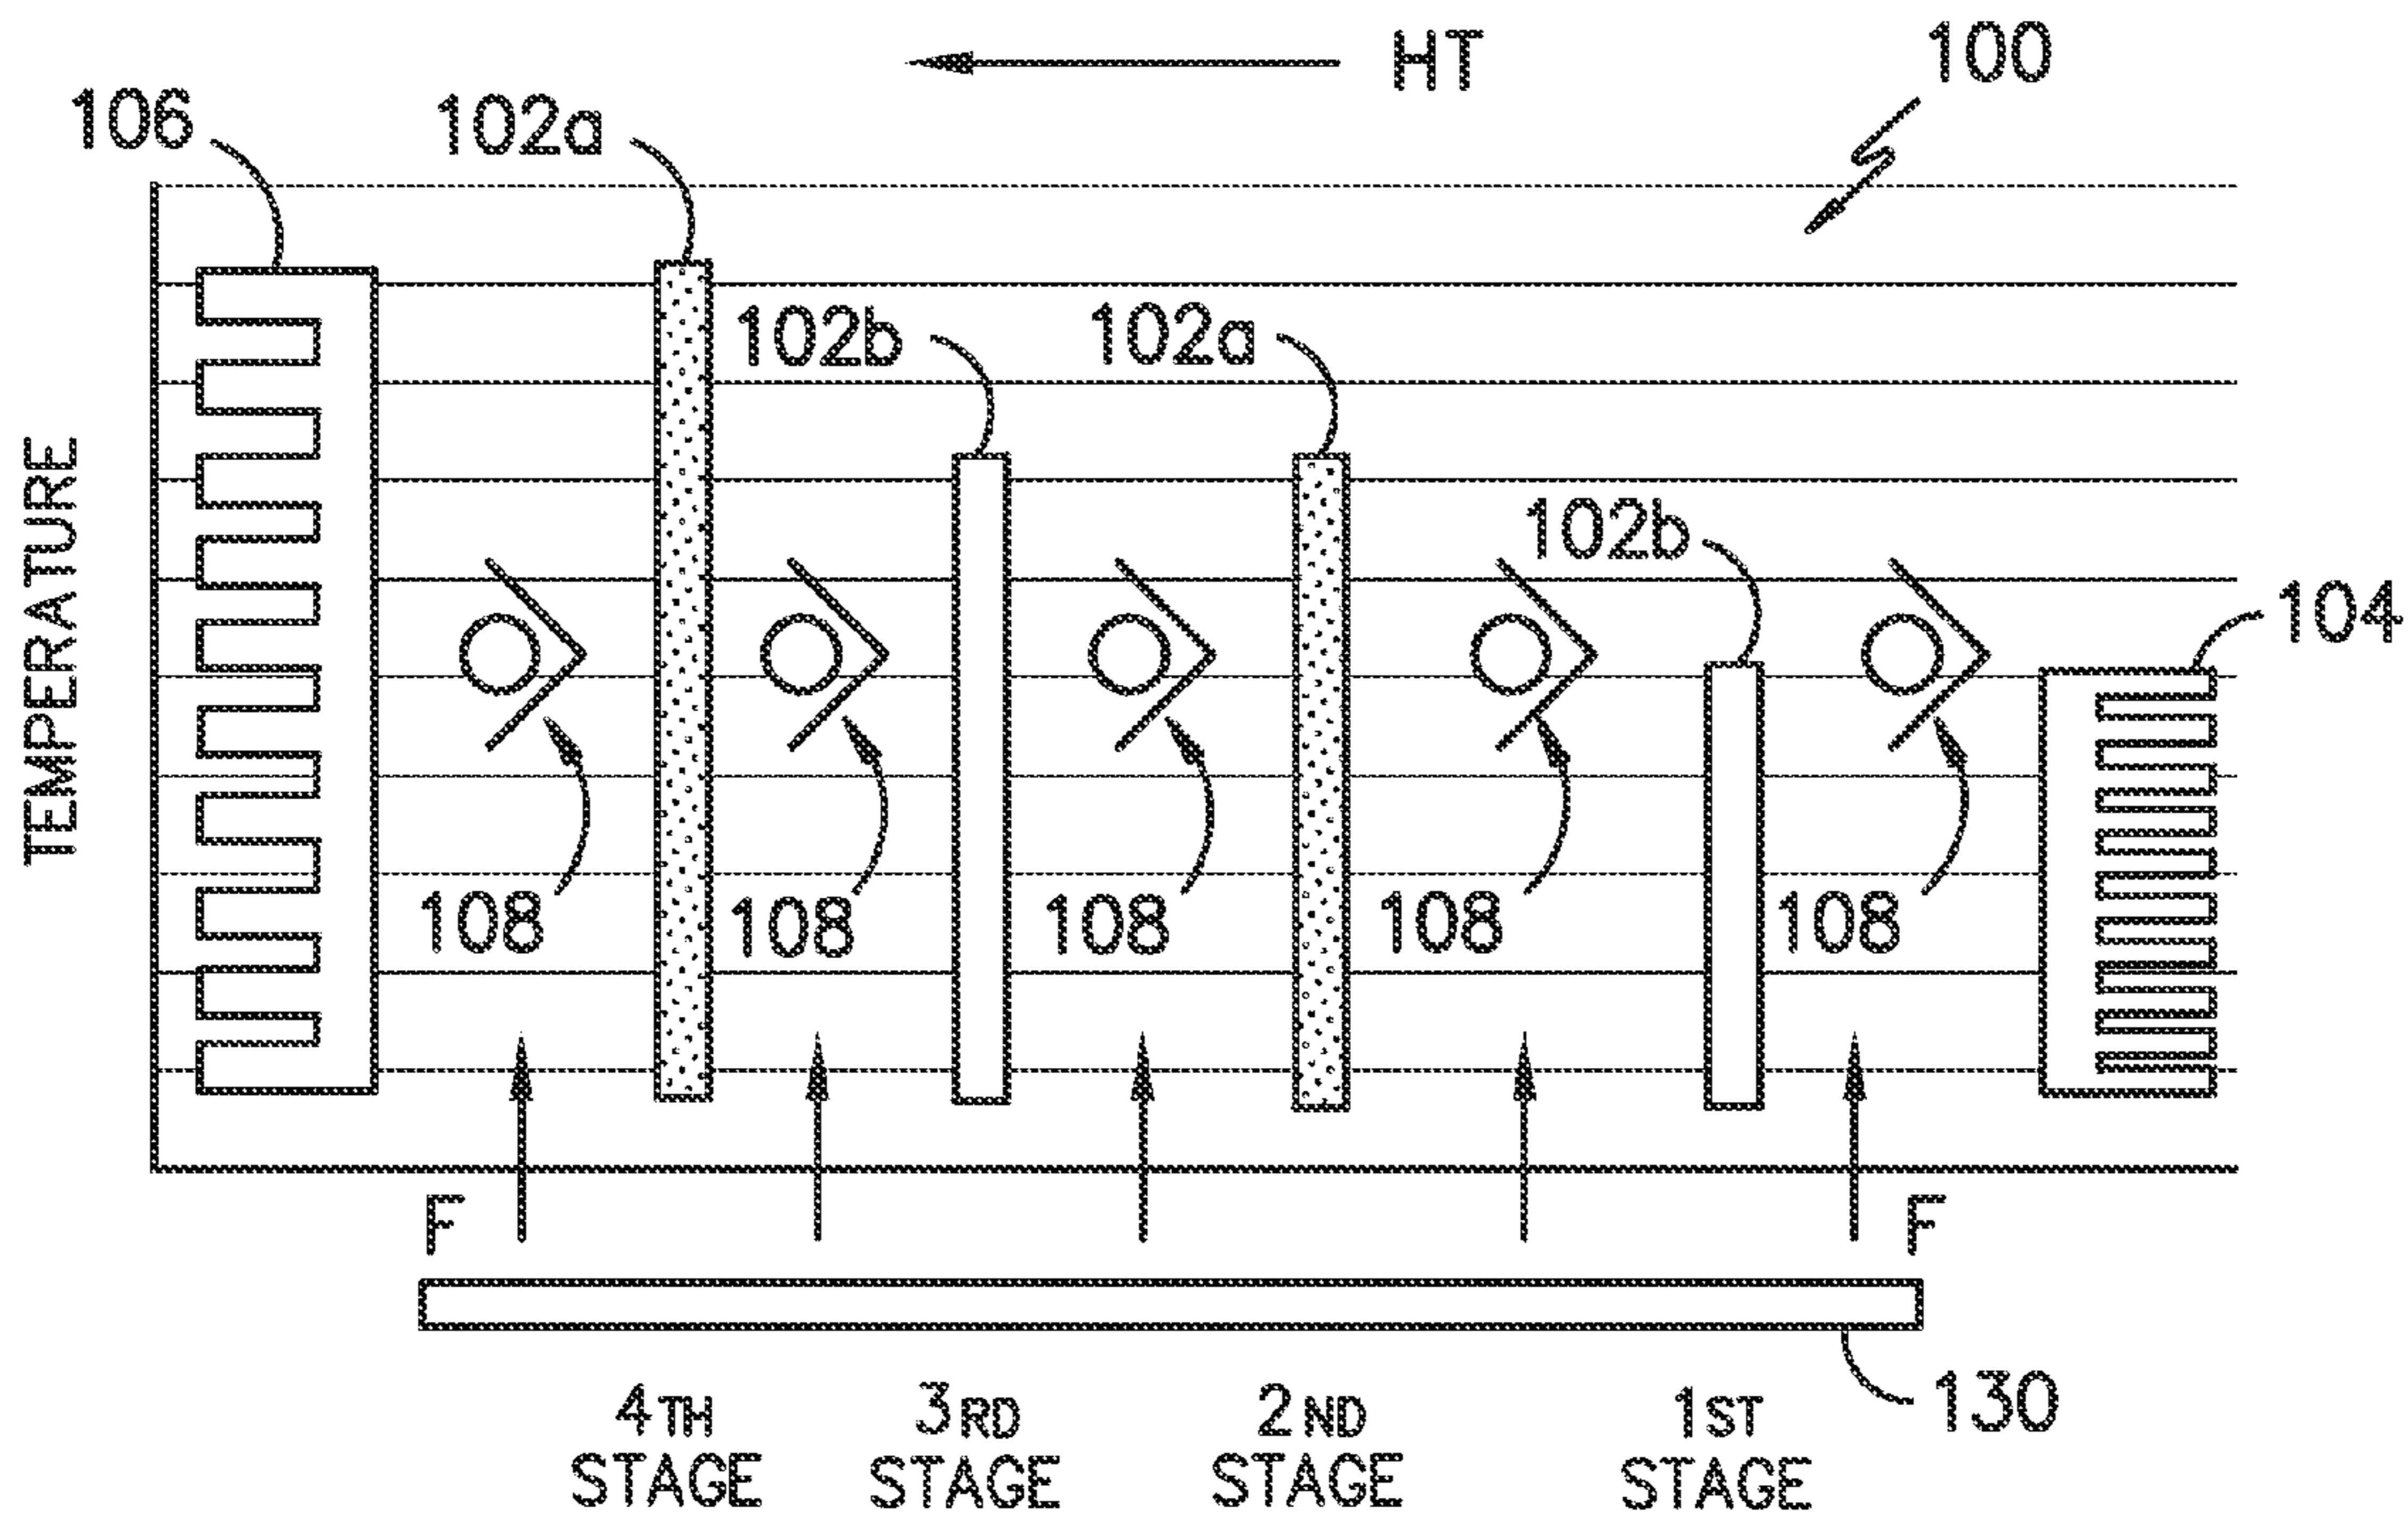 HT
100
106
102a
102b
102a
102b
104
TEMPERATURE
108
108
108
108
108
F
F
130
4TH
STAGE
3RD
STAGE
2ND
STAGE
1ST
STAGE